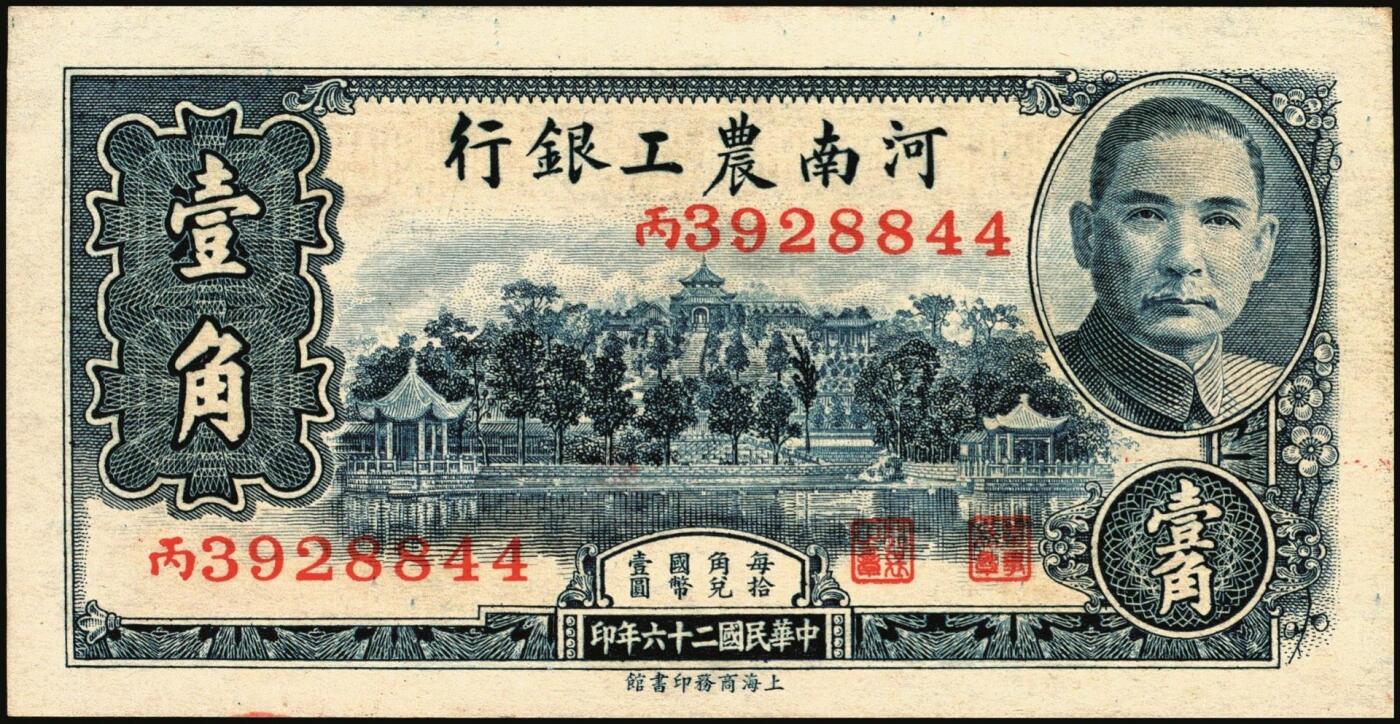 河南農工銀行
丙3928844
壹角
丙3928844
每拾
角兌
國幣
壹圓
壹角
中華民國二十六年印
上海商務印書館